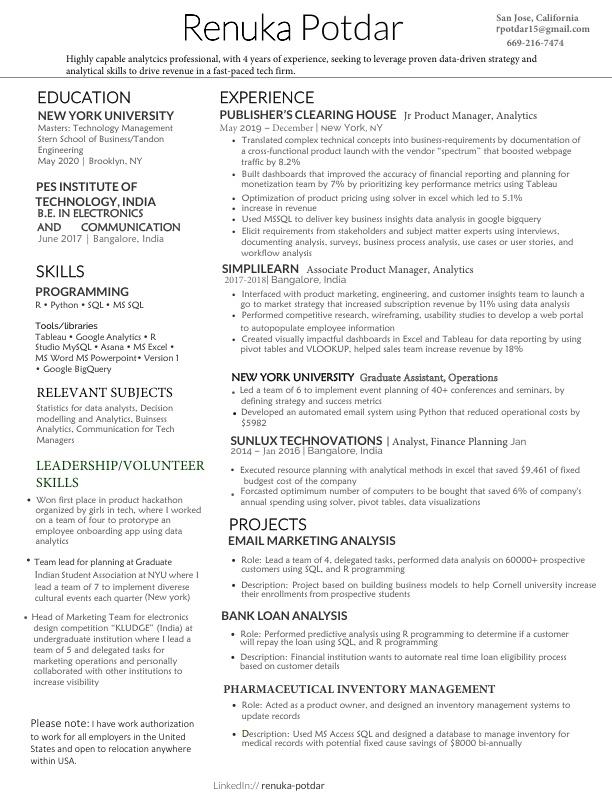 Renuka Potdar
San Jose, California
rpotdar15@gmail.com
669-216-7474
Highly capable analytcics professional, with 4 years of experience, seeking to leverage proven data-driven strategy and
analytical skills to drive revenue in a fast-paced tech firm.
EDUCATION
NEW YORK UNIVERSITY
Masters: Technology Management
Stern School of Business/Tandon
Engineering
May 2020 | Brooklyn, NY
PES INSTITUTE OF
TECHNOLOGY, INDIA
B.E. IN ELECTRONICS
AND COMMUNICATION
June 2017 | Bangalore, India
SKILLS
PROGRAMMING
R • Python • SQL • MS SQL
Tools/libraries
Tableau • Google Analytics • R
Studio MySQL • Asana • MS Excel •
MS Word MS Powerpoint• Version 1
• Google BigQuery
RELEVANT SUBJECTS
Statistics for data analysts, Decision
modelling and Analytics, Buinsess
Analytics, Communication for Tech
Managers
LEADERSHIP/VOLUNTEER
SKILLS
• Won first place in product hackathon
organized by girls in tech, where I worked
on a team of four to protorype an
employee onboarding app using data
analytics
• Team lead for planning at Graduate
Indian Student Association at NYU where I
lead a team of 7 to implement diverse
cultural events each quarter (New york)
• Head of Marketing Team for electronics
design competition “KLUDGE” (India) at
undergraduate institution where I lead a
team of 5 and delegated tasks for
marketing operations and personally
collaborated with other institutions to
increase visibility
Please note: I have work authorization
to work for all employers in the United
States and open to relocation anywhere
within USA.
EXPERIENCE
PUBLISHER’S CLEARING HOUSE Jr Product Manager, Analytics
May 2019 – December | New York, NY
• Translated complex technical concepts into business-requirements by documentation of
a cross-functional product launch with the vendor “spectrum” that boosted webpage
traffic by 8.2%
• Built dashboards that improved the accuracy of financial reporting and planning for
monetization team by 7% by prioritizing key performance metrics using Tableau
• Optimization of product pricing using solver in excel which led to 5.1%
• increase in revenue
• Used MSSQL to deliver key business insights data analysis in google bigquery
• Elicit requirements from stakeholders and subject matter experts using interviews,
documenting analysis, surveys, business process analysis, use cases or user stories, and
workflow analysis
SIMPLILEARN Associate Product Manager, Analytics
2017-2018| Bangalore, India
• Interfaced with product marketing, engineering, and customer insights team to launch a
go to market strategy that increased subscription revenue by 11% using data analysis
• Performed competitive research, wireframing, usability studies to develop a web portal
to autopopulate employee information
• Created visually impactful dashboards in Excel and Tableau for data reporting by using
pivot tables and VLOOKUP, helped sales team increase revenue by 18%
NEW YORK UNIVERSITY Graduate Assistant, Operations
• Led a team of 6 to implement event planning of 40+ conferences and seminars, by
defining strategy and success metrics
• Developed an automated email system using Python that reduced operational costs by
$5982
SUNLUX TECHNOVATIONS | Analyst, Finance Planning Jan
2014 – Jan 2016 | Bangalore, India
• Executed resource planning with analytical methods in excel that saved $9,461 of fixed
budgest cost of the company
• Forcasted optimimum number of computers to be bought that saved 6% of company's
annual spending using solver, pivot tables, data visualizations
PROJECTS
EMAIL MARKETING ANALYSIS
• Role: Lead a team of 4, delegated tasks, performed data analysis on 60000+ prospective
customers using SQL, and R programming
• Description: Project based on building business models to help Cornell university increase
their enrollments from prospective students
BANK LOAN ANALYSIS
• Role: Performed predictive analysis using R programming to determine if a customer
will repay the loan using SQL, and R programming
• Description: Financial institution wants to automate real time loan eligibility process
based on customer details
PHARMACEUTICAL INVENTORY MANAGEMENT
• Role: Acted as a product owner, and designed an inventory management systems to
update records
• Description: Used MS Access SQL and designed a database to manage inventory for
medical records with potential fixed cause savings of $8000 bi-annually
LinkedIn:// renuka-potdar